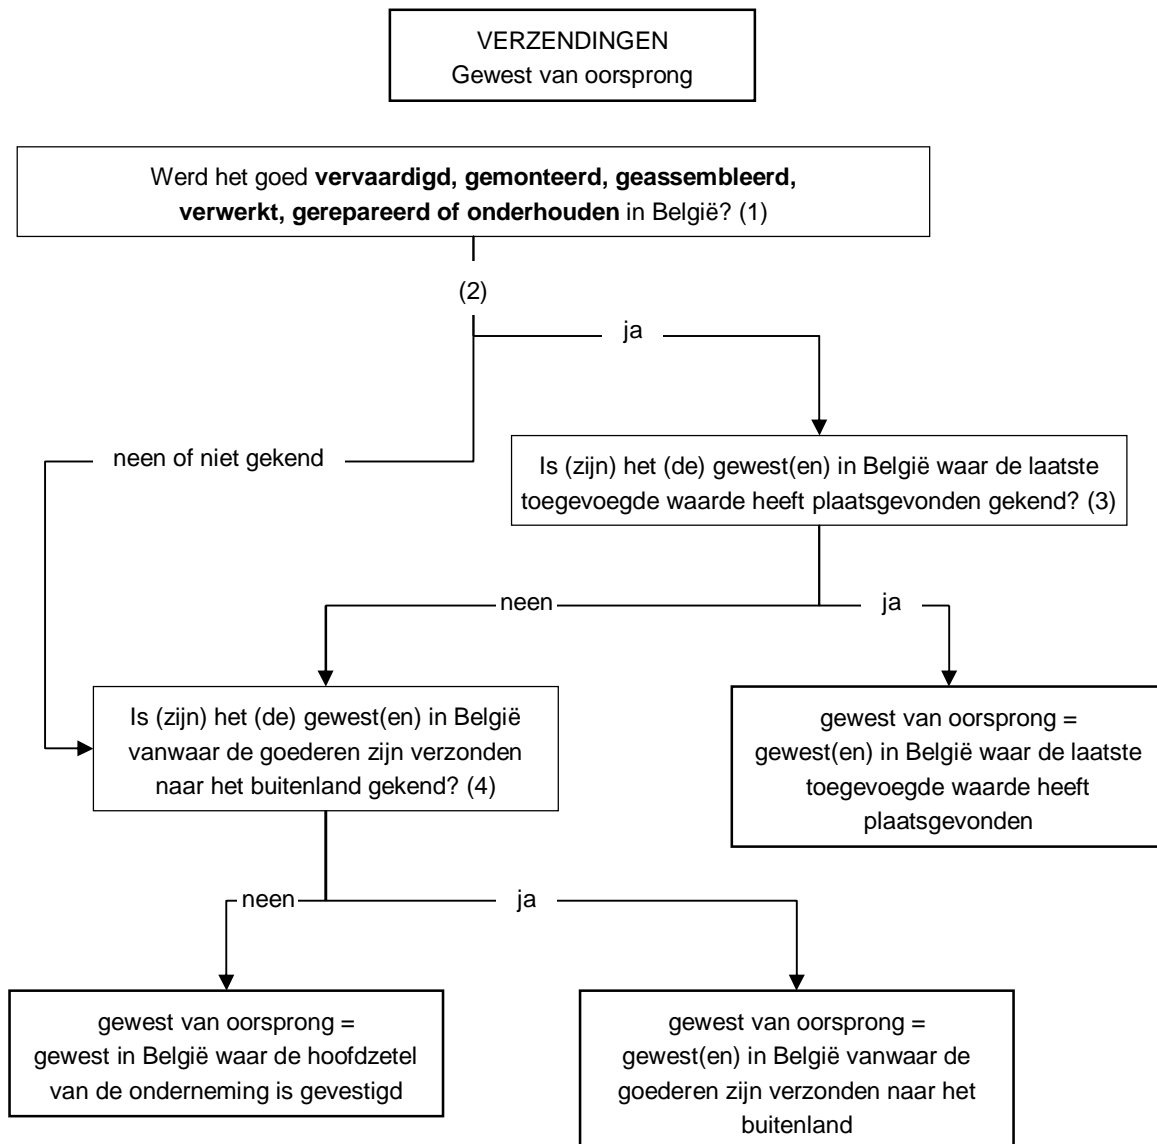 VERZENDINGEN
Gewest van oorsprong
Werd het goed vervaardigd, gemonteerd, geassembleerd,
verwerkt, gerepareerd of onderhouden in België? (1)
(2)
ja
neen of niet gekend
Is (zijn) het (de) gewest(en) in België waar de laatste
toegevoegde waarde heeft plaatsgevonden gekend? (3)
neen
ja
Is (zijn) het (de) gewest(en) in België
vanwaar de goederen zijn verzonden
naar het buitenland gekend? (4)
gewest van oorsprong =
gewest(en) in België waar de laatste
toegevoegde waarde heeft
plaatsgevonden
neen
ja
gewest van oorsprong =
gewest in België waar de hoofdzetel
van de onderneming is gevestigd
gewest van oorsprong =
gewest(en) in België vanwaar de
goederen zijn verzonden naar het
buitenland